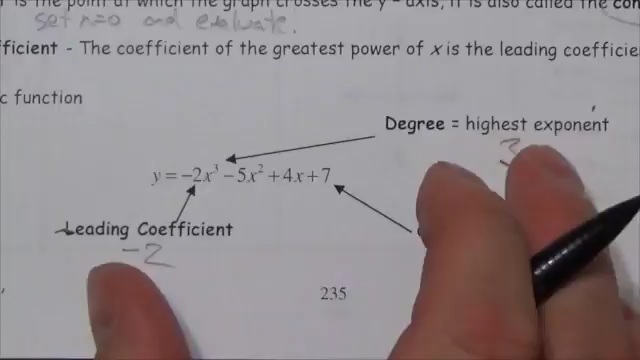 is the point at which the graph crosses the y - axis, it is also called the con
set x=0 and evaluate.
fficient - The coefficient of the greatest power of x is the leading coefficie
c function
Degree = highest exponent
3
y = -2x³ - 5x² + 4x + 7
Leading Coefficient
-2
235